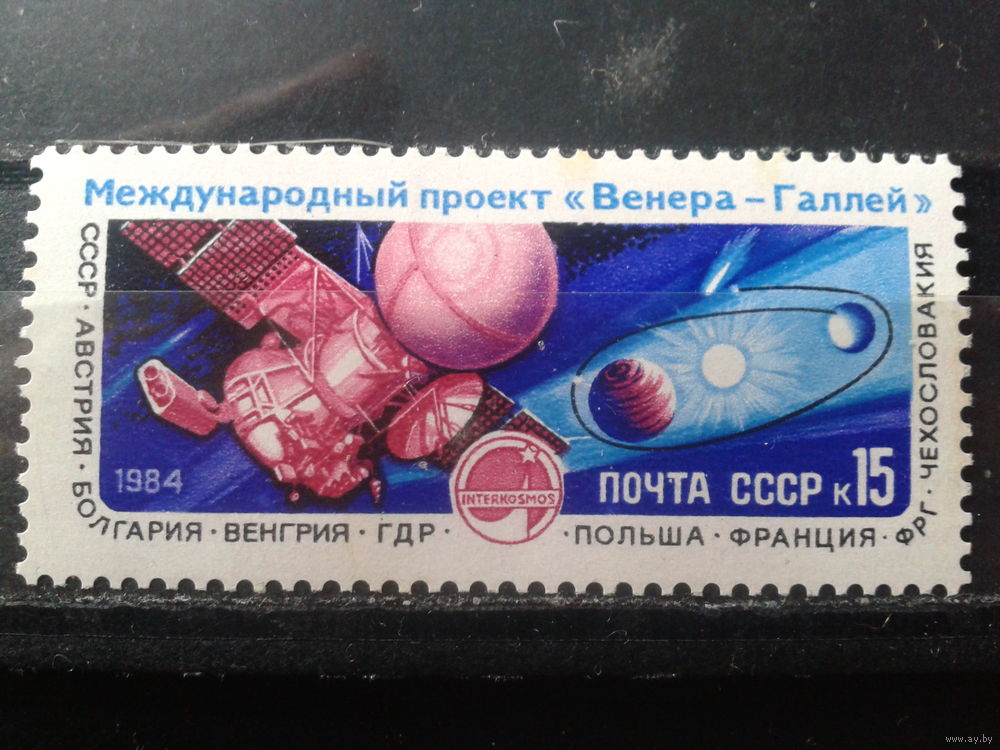 Международный проект «Венера – Галлей»
СССР · АВСТРИЯ · БОЛГАРИЯ · ВЕНГРИЯ · ГДР · · ПОЛЬША · ФРАНЦИЯ · ФРГ · ЧЕХОСЛОВАКИЯ
1984
INTERKOSMOS
ПОЧТА СССР к15
www.ay.by